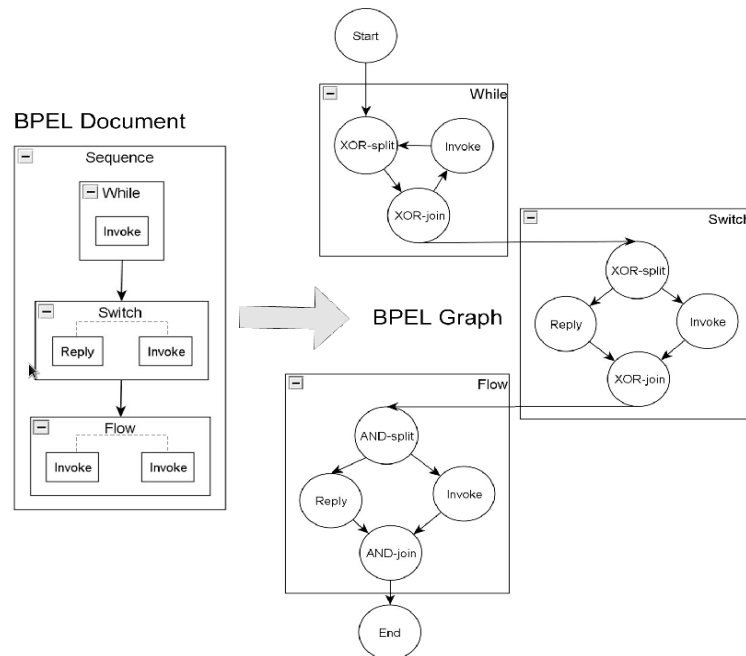 Start
While
XOR-split
Invoke
XOR-join
BPEL Document
Sequence
While
Invoke
Switch
Reply
Invoke
Flow
Invoke
Invoke
BPEL Graph
Switch
XOR-split
Reply
Invoke
XOR-join
Flow
AND-split
Reply
Invoke
AND-join
End